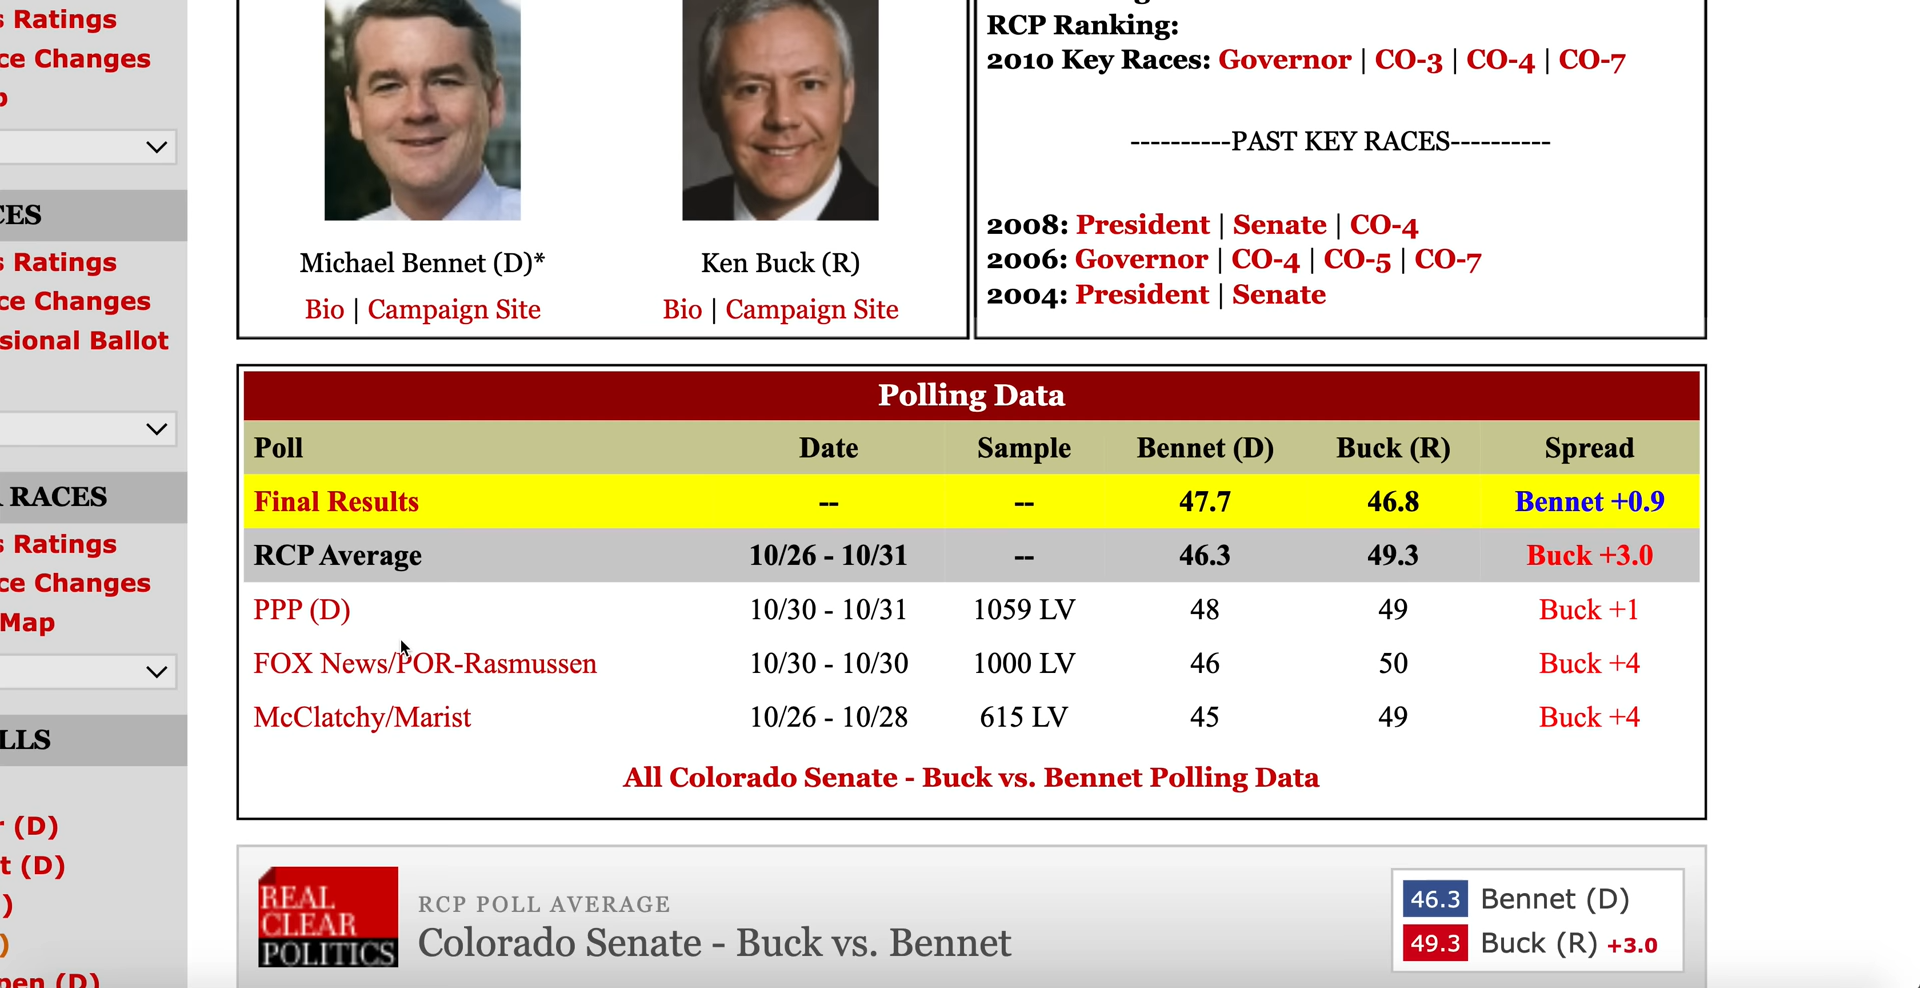 s Ratings
ce Changes
p
CES
s Ratings
ce Changes
sional Ballot
RACES
s Ratings
ce Changes
Map
LLS
r (D)
t (D)
)
)
pen (D)
Michael Bennet (D)*
Bio | Campaign Site
Ken Buck (R)
Bio | Campaign Site
RCP Ranking:
2010 Key Races: Governor | CO-3 | CO-4 | CO-7
----------PAST KEY RACES----------
2008: President | Senate | CO-4
2006: Governor | CO-4 | CO-5 | CO-7
2004: President | Senate
Polling Data
Poll Date Sample Bennet (D) Buck (R) Spread
Final Results -- -- 47.7 46.8 Bennet +0.9
RCP Average 10/26 - 10/31 -- 46.3 49.3 Buck +3.0
PPP (D) 10/30 - 10/31 1059 LV 48 49 Buck +1
FOX News/POR-Rasmussen 10/30 - 10/30 1000 LV 46 50 Buck +4
McClatchy/Marist 10/26 - 10/28 615 LV 45 49 Buck +4
All Colorado Senate - Buck vs. Bennet Polling Data
REAL
CLEAR
POLITICS
RCP POLL AVERAGE
Colorado Senate - Buck vs. Bennet
46.3 Bennet (D)
49.3 Buck (R) +3.0